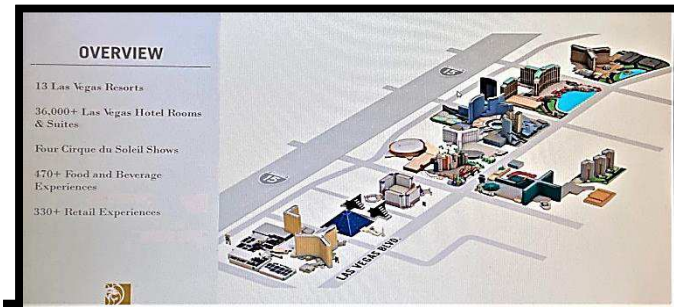 OVERVIEW
13 Las Vegas Resorts
36,000+ Las Vegas Hotel Rooms
& Suites
Four Cirque du Soleil Shows
470+ Food and Beverage
Experiences
330+ Retail Experiences
15
15
LAS VEGAS BLVD